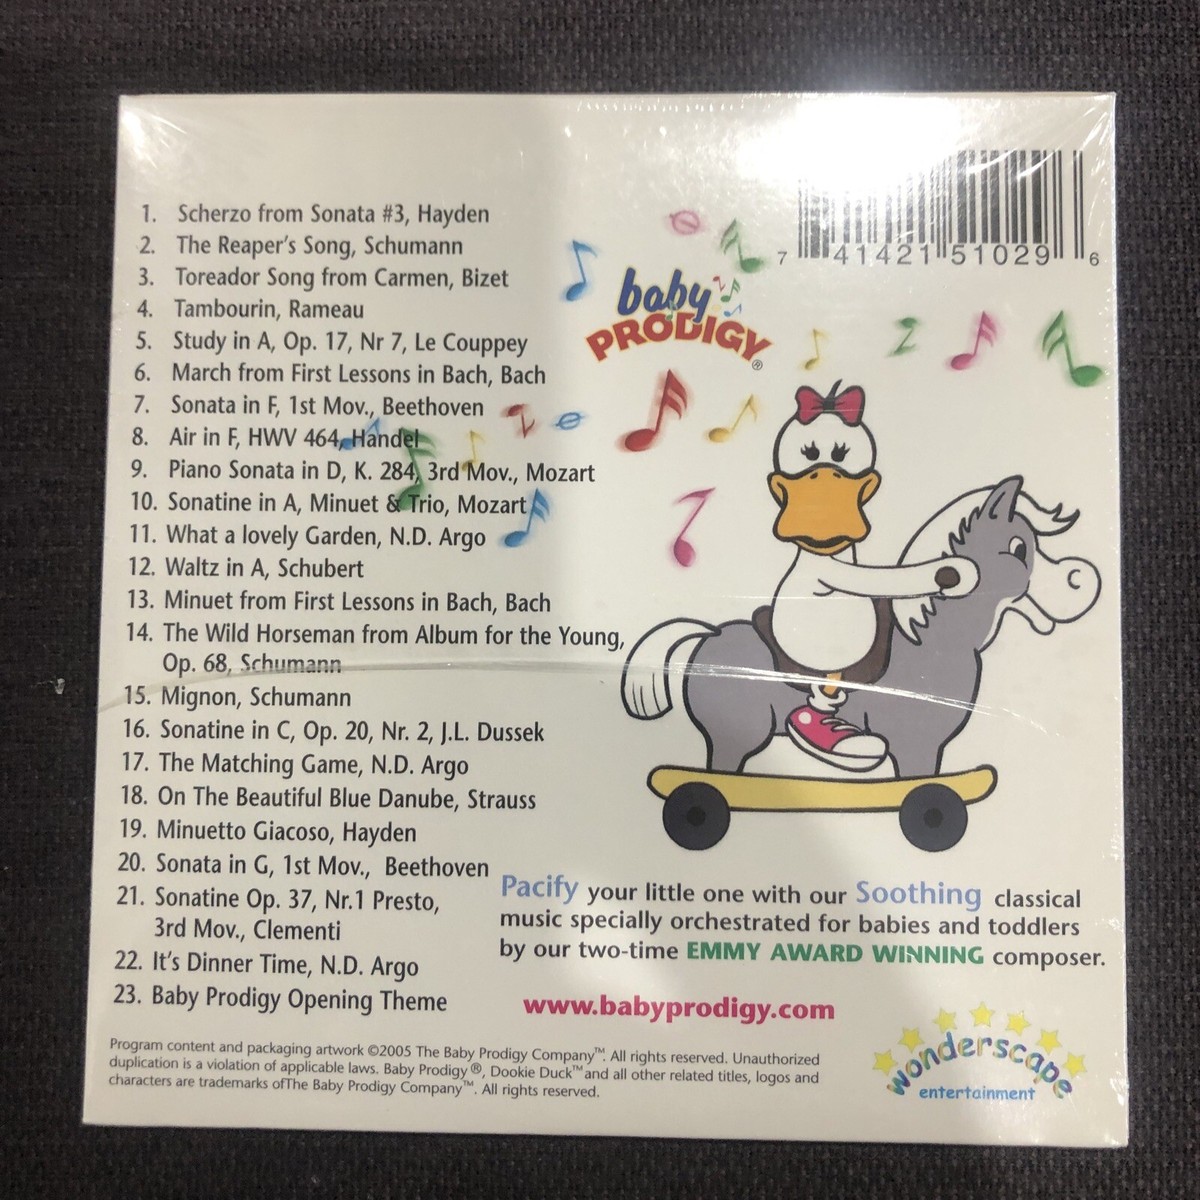 1. Scherzo from Sonata #3, Hayden
2. The Reaper's Song, Schumann
3. Toreador Song from Carmen, Bizet
4. Tambourin, Rameau
5. Study in A, Op. 17, Nr 7, Le Couppey
6. March from First Lessons in Bach, Bach
7. Sonata in F, 1st Mov., Beethoven
8. Air in F, HWV 464, Handel
9. Piano Sonata in D, K. 284, 3rd Mov., Mozart
10. Sonatine in A, Minuet & Trio, Mozart
11. What a lovely Garden, N.D. Argo
12. Waltz in A, Schubert
13. Minuet from First Lessons in Bach, Bach
14. The Wild Horseman from Album for the Young,
Op. 68, Schumann
15. Mignon, Schumann
16. Sonatine in C, Op. 20, Nr. 2, J.L. Dussek
17. The Matching Game, N.D. Argo
18. On The Beautiful Blue Danube, Strauss
19. Minuetto Giacoso, Hayden
20. Sonata in G, 1st Mov., Beethoven
21. Sonatine Op. 37, Nr.1 Presto,
3rd Mov., Clementi
22. It's Dinner Time, N.D. Argo
23. Baby Prodigy Opening Theme
7 41421 51029 6
baby
PRODIGY®
Pacify your little one with our Soothing classical
music specially orchestrated for babies and toddlers
by our two-time EMMY AWARD WINNING composer.
www.babyprodigy.com
Program content and packaging artwork ©2005 The Baby Prodigy Company™. All rights reserved. Unauthorized
duplication is a violation of applicable laws. Baby Prodigy®, Dookie Duck™ and all other related titles, logos and
characters are trademarks ofThe Baby Prodigy Company™. All rights reserved.
wonderscape
entertainment